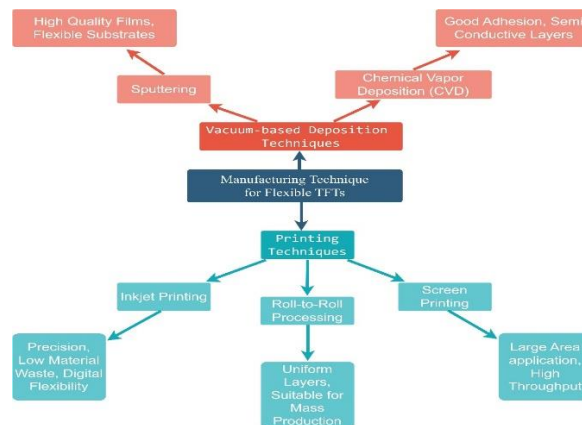 High Quality Films,
Flexible Substrates
Good Adhesion, Semi
Conductive Layers
Sputtering
Chemical Vapor
Deposition (CVD)
Vacuum-based Deposition
Techniques
Manufacturing Technique
for Flexible TFTs
Printing
Techniques
Inkjet Printing
Roll-to-Roll
Processing
Screen
Printing
Precision,
Low Material
Waste, Digital
Flexibility
Uniform
Layers,
Suitable for
Mass
Production
Large Area
application,
High
Throughput